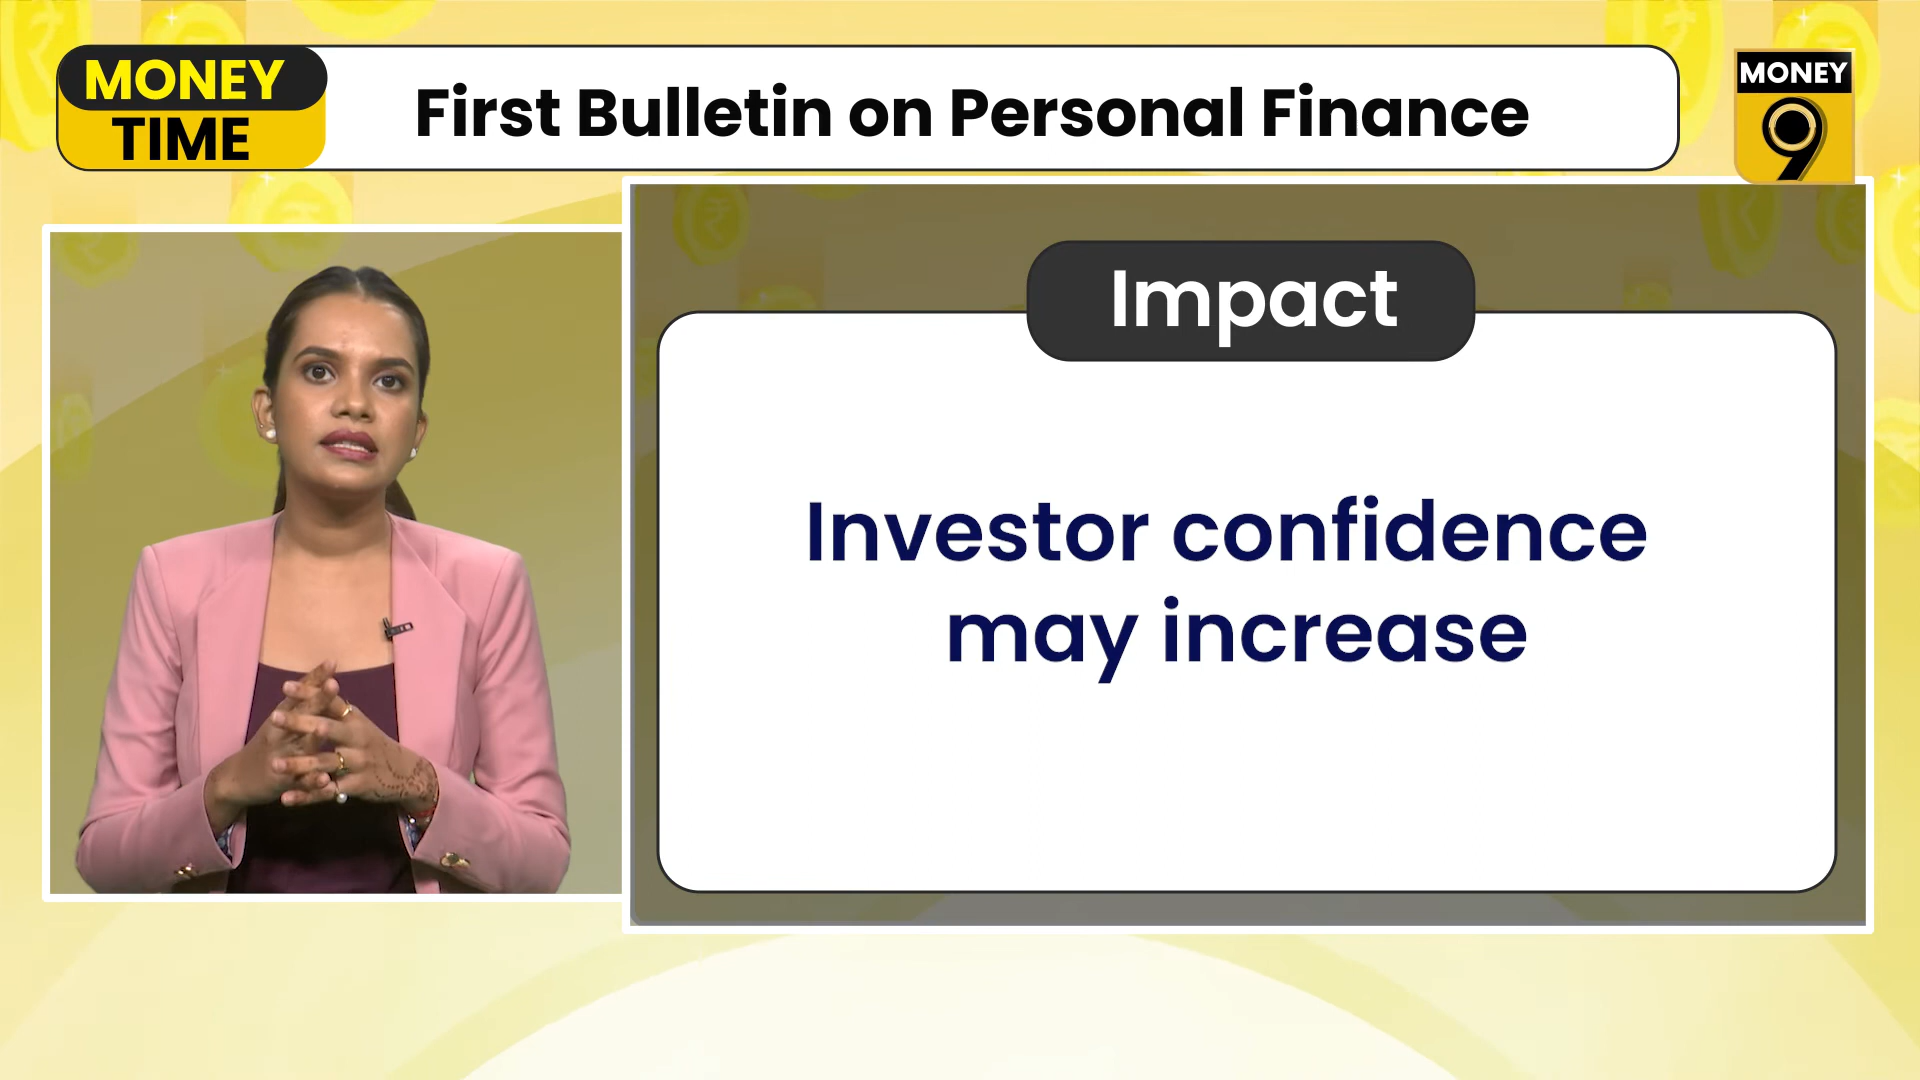 MONEY
TIME
First Bulletin on Personal Finance
MONEY
9
Impact
Investor confidence
may increase